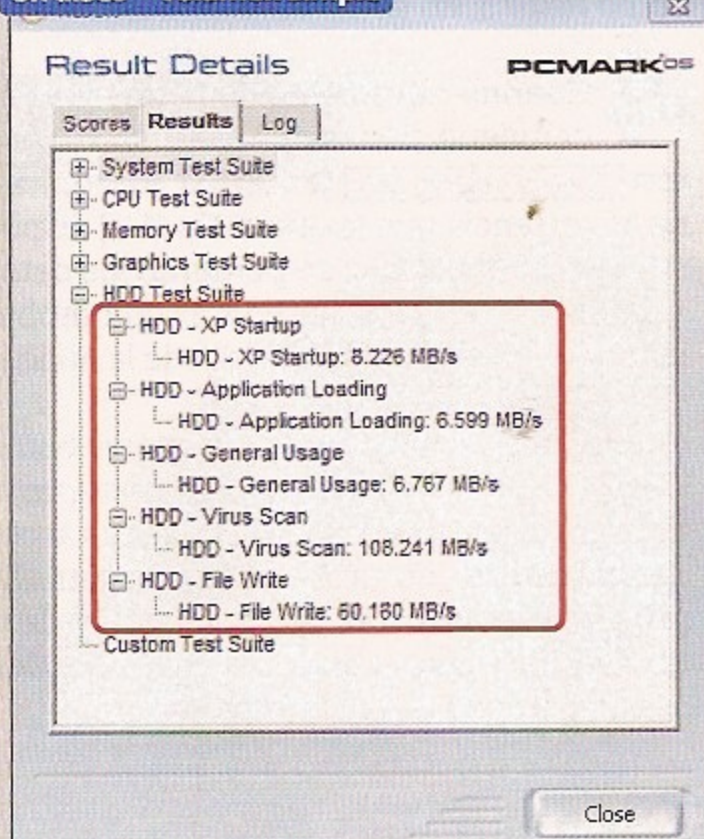 Result Details
PCMARK05
Scores Results Log
System Test Suite
CPU Test Suite
Memory Test Suite
Graphics Test Suite
HDD Test Suite
HDD - XP Startup
HDD - XP Startup: 8.226 MB/s
HDD - Application Loading
HDD - Application Loading: 6.599 MB/s
HDD - General Usage
HDD - General Usage: 6.767 MB/s
HDD - Virus Scan
HDD - Virus Scan: 108.241 MB/s
HDD - File Write
HDD - File Write: 60.160 MB/s
Custom Test Suite
Close